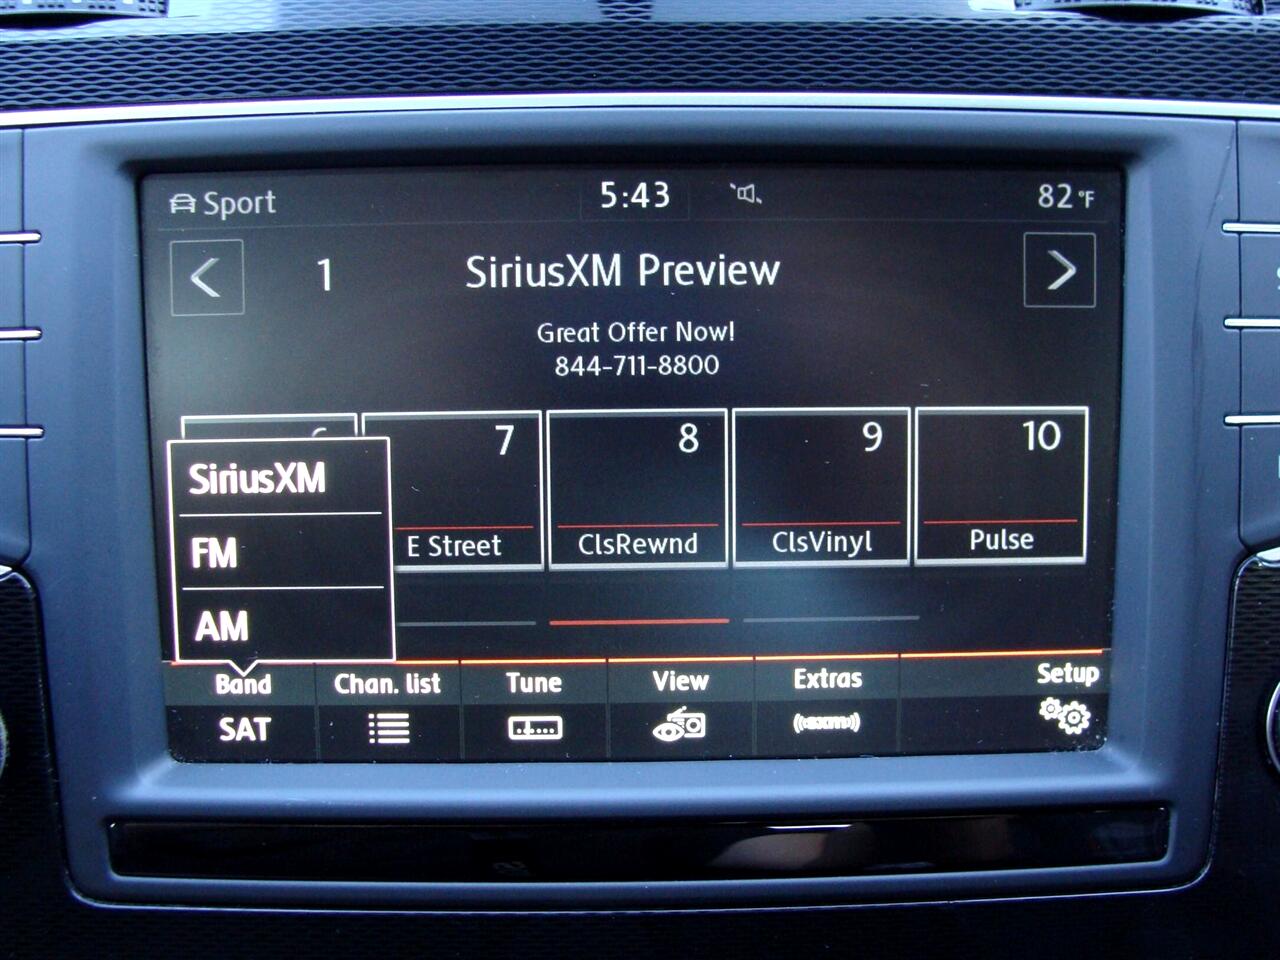 Sport 5:43 82°F
1 SiriusXM Preview
Great Offer Now!
844-711-8800
7 8 9 10
E Street ClsRewnd ClsVinyl Pulse
SiriusXM
FM
AM
Band Chan. list Tune View Extras Setup
SAT ((sxm))